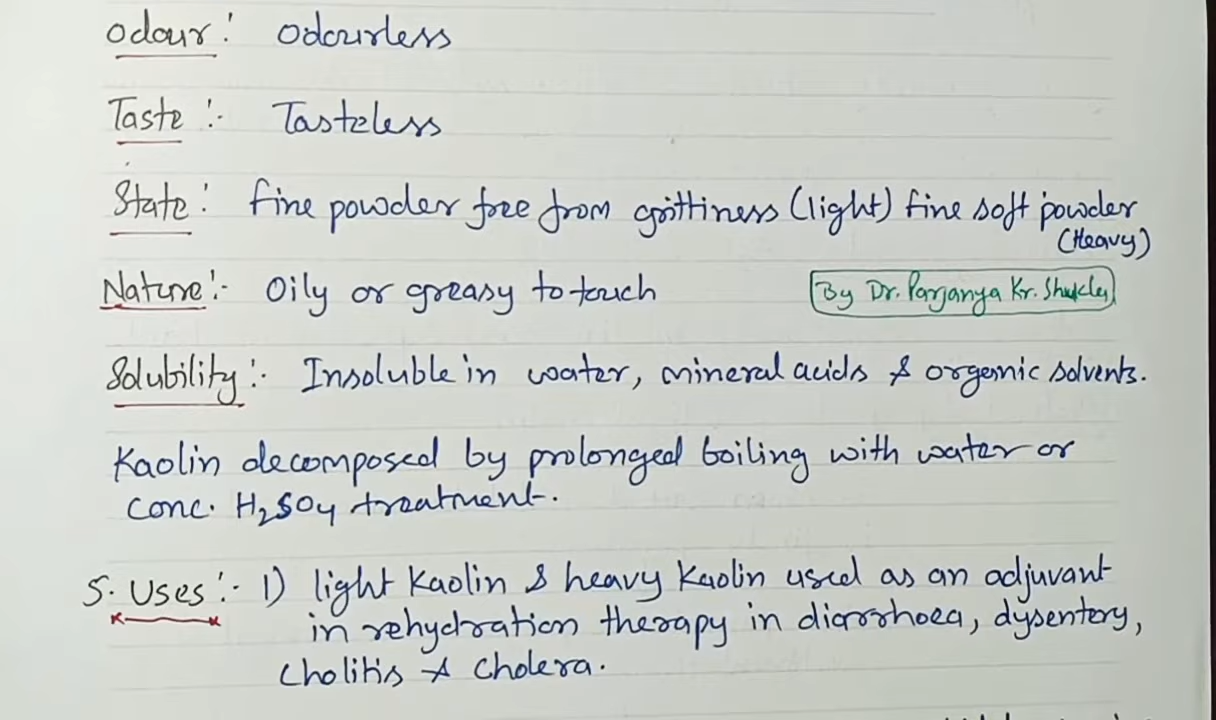 Odour: Odourless
Taste :- Tasteless
State: fine powder free from grittiness (light) fine soft powder
(Heavy)
Nature:- Oily or greasy to touch
By Dr. Parjanya Kr. Shukla
Solubility:- Insoluble in water, mineral acids & organic solvents.
Kaolin decomposed by prolonged boiling with water or
conc. H₂SO₄ treatment.
5. Uses:- 1) light Kaolin & heavy Kaolin used as an adjuvant
in rehydration therapy in diarrhoea, dysentery,
Cholitis & Cholera.